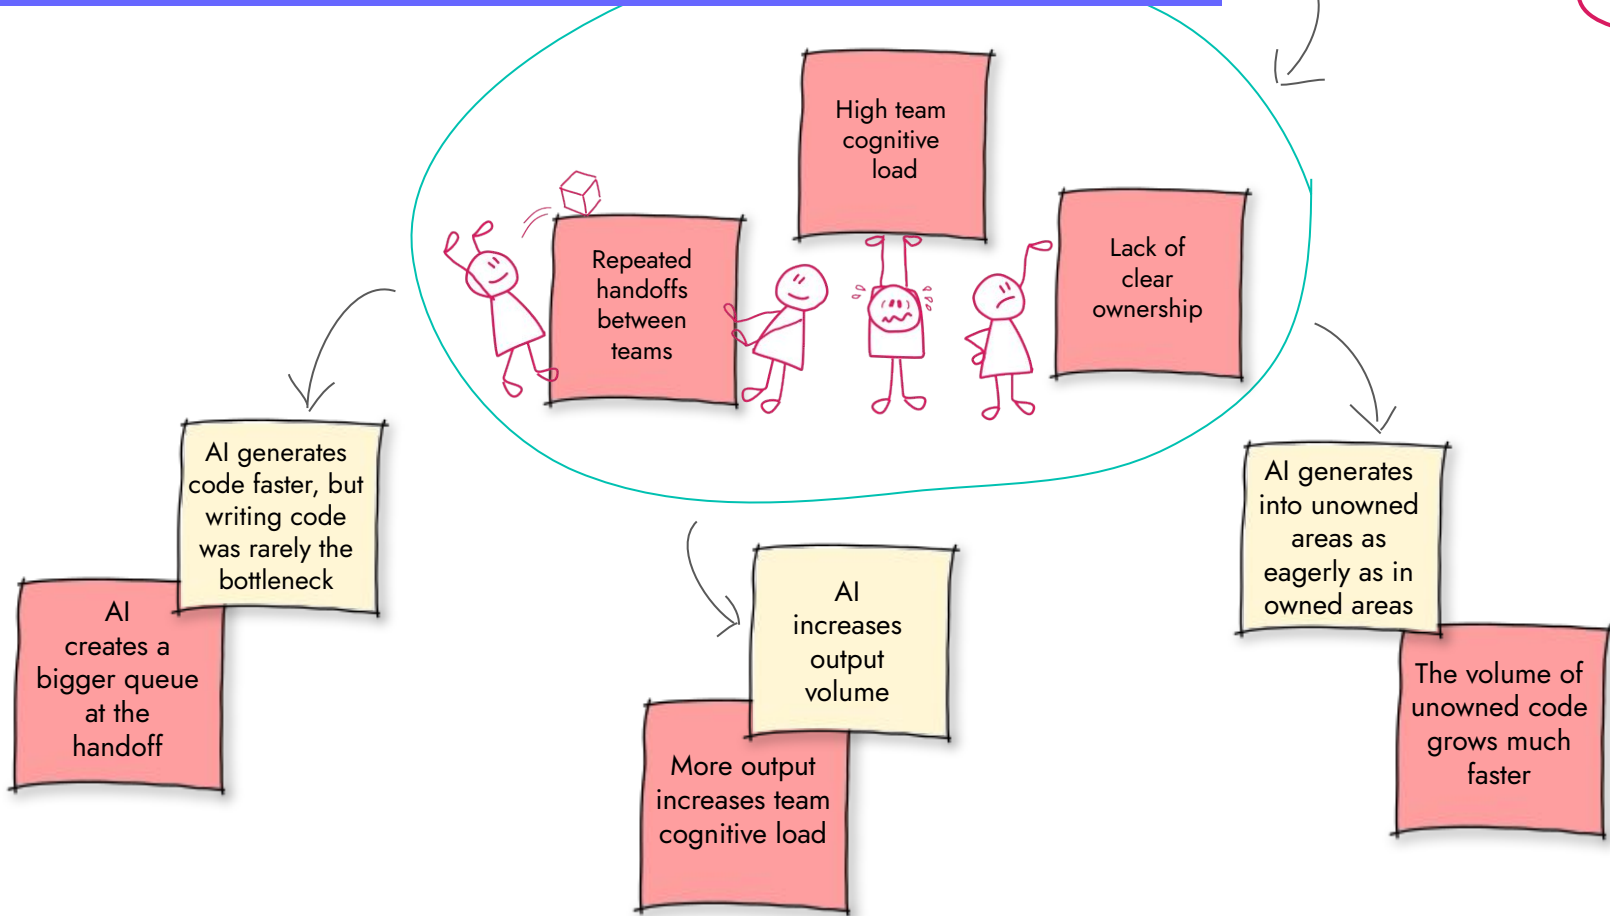 High team
cognitive
load
Repeated
handoffs
between
teams
Lack of
clear
ownership
AI generates
code faster, but
writing code
was rarely the
bottleneck
AI
creates a
bigger queue
at the
handoff
AI
increases
output
volume
More output
increases team
cognitive load
AI generates
into unowned
areas as
eagerly as in
owned areas
The volume of
unowned code
grows much
faster